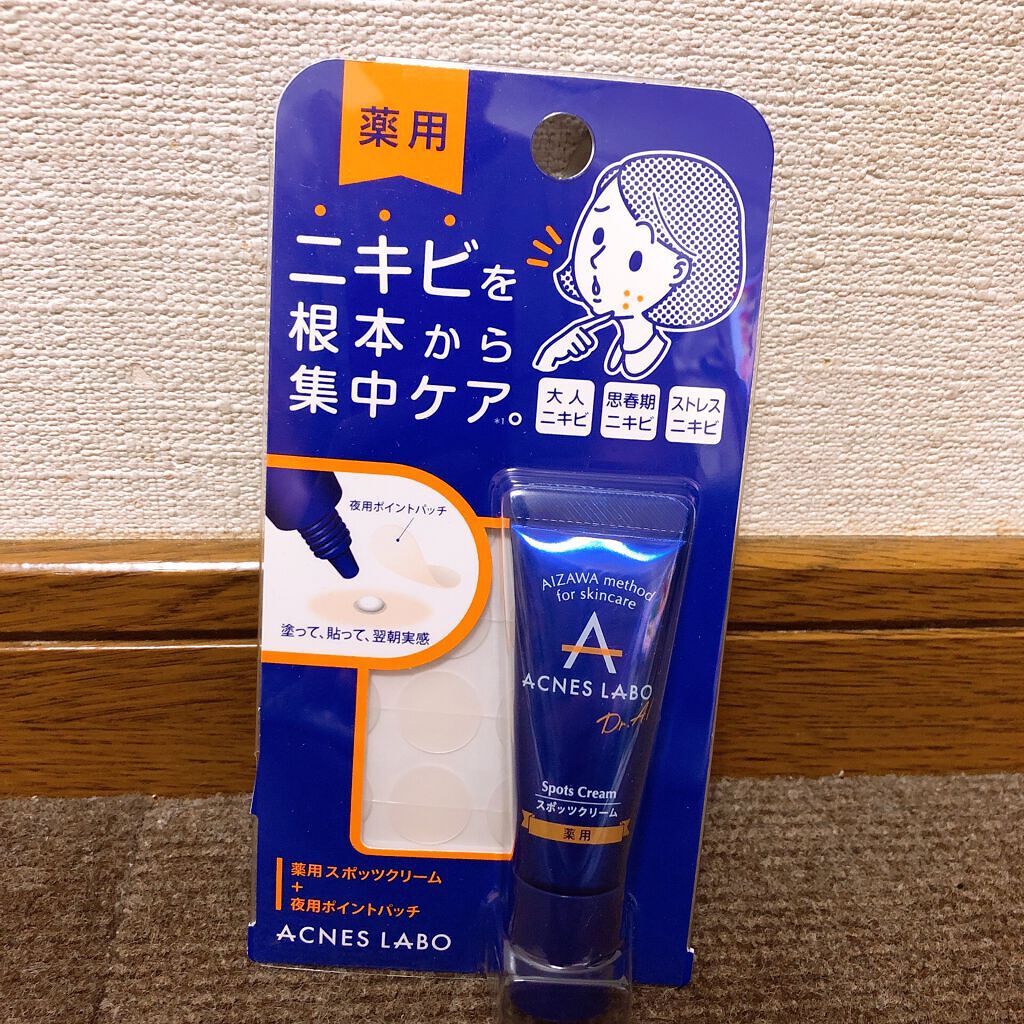 薬用
ニキビを
根本から
集中ケア。
*1
大人
ニキビ
思春期
ニキビ
ストレス
ニキビ
夜用ポイントパッチ
塗って、貼って、翌朝実感
AIZAWA method
for skincare
A
ACNES LABO
Dr.A!
Spots Cream
スポッツクリーム
薬用
薬用スポッツクリーム
+
夜用ポイントパッチ
ACNES LABO